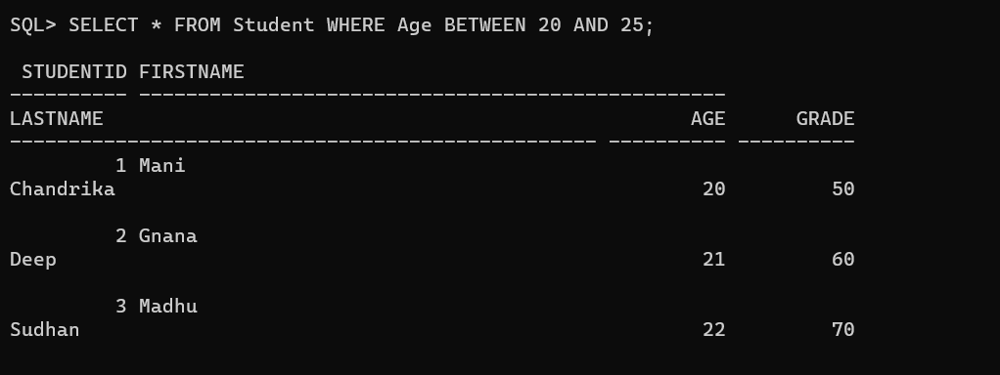 SQL> SELECT * FROM Student WHERE Age BETWEEN 20 AND 25;
 STUDENTID FIRSTNAME
---------- --------------------------------------------------
LASTNAME                                                  AGE      GRADE
-------------------------------------------------- ---------- ----------
         1 Mani
Chandrika                                                  20         50
         2 Gnana
Deep                                                       21         60
         3 Madhu
Sudhan                                                     22         70